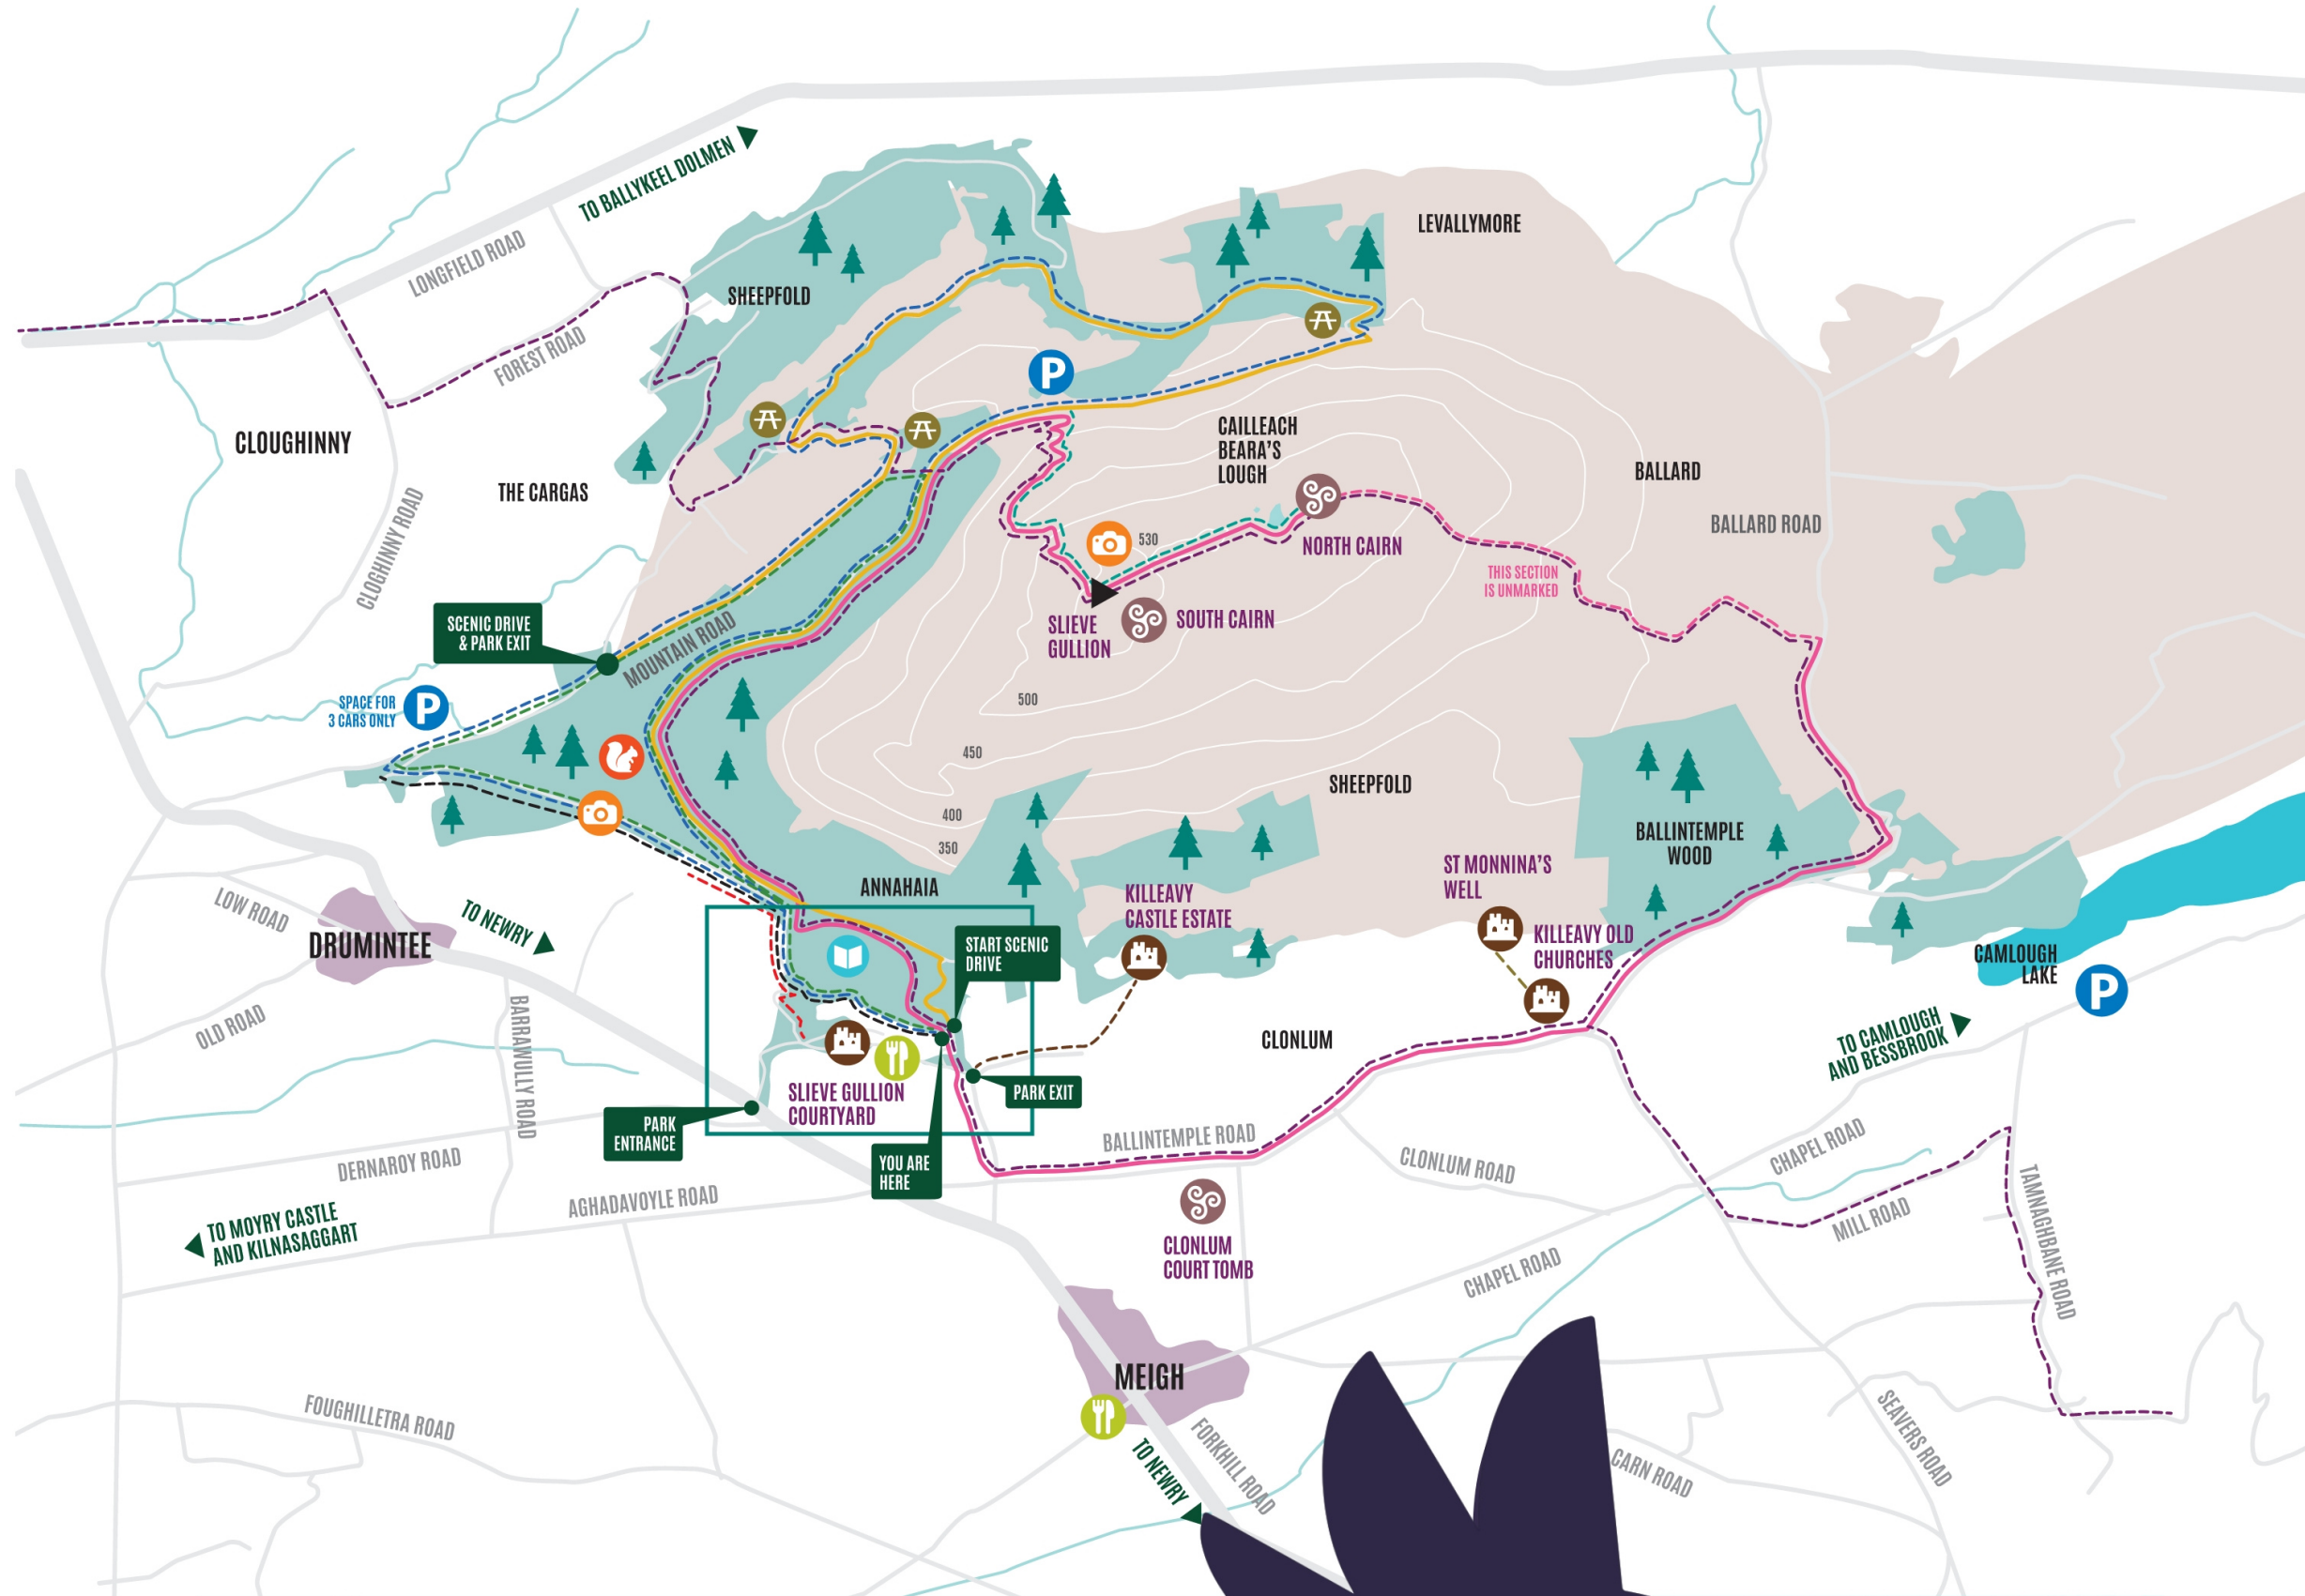 TO BALLYKEEL DOLMEN
LONGFIELD ROAD
SHEEPFOLD
LEVALLYMORE
FOREST ROAD
P
CLOUGHINNY
THE CARGAS
CAILLEACH
BEARA'S
LOUGH
BALLARD
BALLARD ROAD
CLOGHINNY ROAD
530
NORTH CAIRN
THIS SECTION
IS UNMARKED
SLIEVE
GULLION
SOUTH CAIRN
SCENIC DRIVE
& PARK EXIT
MOUNTAIN ROAD
SPACE FOR
3 CARS ONLY
P
500
450
400
350
SHEEPFOLD
BALLINTEMPLE
WOOD
ANNAHAIA
KILLEAVY
CASTLE ESTATE
ST MONNINA'S
WELL
KILLEAVY OLD
CHURCHES
LOW ROAD
DRUMINTEE
TO NEWRY
START SCENIC
DRIVE
CAMLOUGH
LAKE
P
OLD ROAD
BARRAWULLY ROAD
CLONLUM
TO CAMLOUGH
AND BESSBROOK
SLIEVE GULLION
COURTYARD
PARK EXIT
PARK
ENTRANCE
YOU ARE
HERE
DERNAROY ROAD
BALLINTEMPLE ROAD
CLONLUM ROAD
CHAPEL ROAD
AGHADAVOYLE ROAD
MILL ROAD
TAMNAGHBANE ROAD
TO MOYRY CASTLE
AND KILNASAGGART
CLONLUM
COURT TOMB
CHAPEL ROAD
MEIGH
FOUGHILLETRA ROAD
TO NEWRY
FORKHILL ROAD
CARN ROAD
SEAVERS ROAD